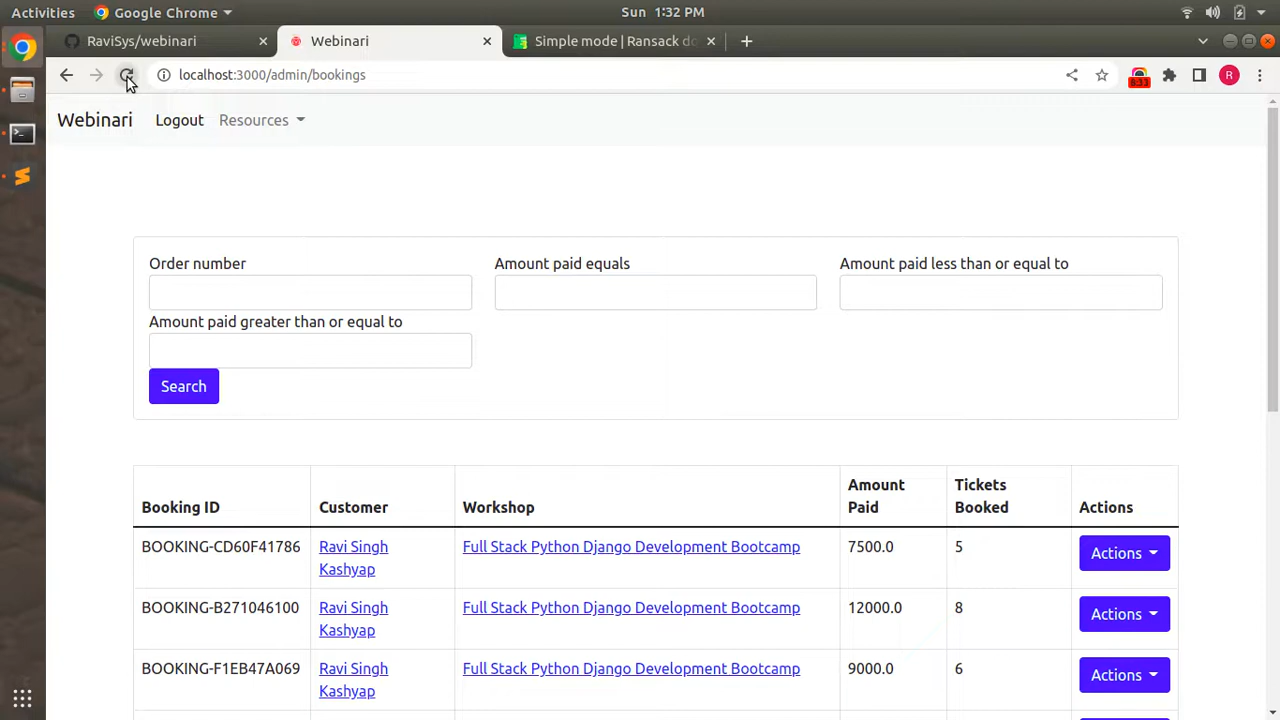 Activities Google Chrome Sun 1:32 PM
RaviSys/webinari Webinari Simple mode | Ransack do
localhost:3000/admin/bookings R
Webinari Logout Resources
Order number Amount paid equals Amount paid less than or equal to
Amount paid greater than or equal to
Search
Booking ID Customer Workshop Amount Paid Tickets Booked Actions
BOOKING-CD60F41786 Ravi Singh Kashyap Full Stack Python Django Development Bootcamp 7500.0 5 Actions
BOOKING-B271046100 Ravi Singh Kashyap Full Stack Python Django Development Bootcamp 12000.0 8 Actions
BOOKING-F1EB47A069 Ravi Singh Kashyap Full Stack Python Django Development Bootcamp 9000.0 6 Actions